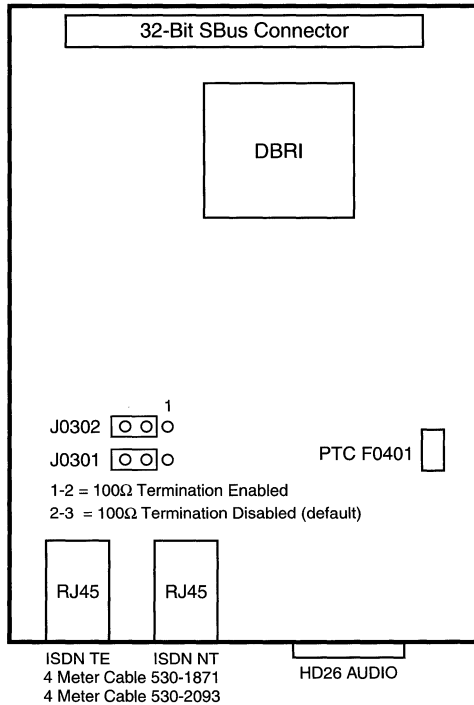 32-Bit SBus Connector
DBRI
1
J0302
J0301
PTC F0401
1-2 = 100Ω Termination Enabled
2-3 = 100Ω Termination Disabled (default)
RJ45
RJ45
ISDN TE
ISDN NT
4 Meter Cable 530-1871
4 Meter Cable 530-2093
HD26 AUDIO